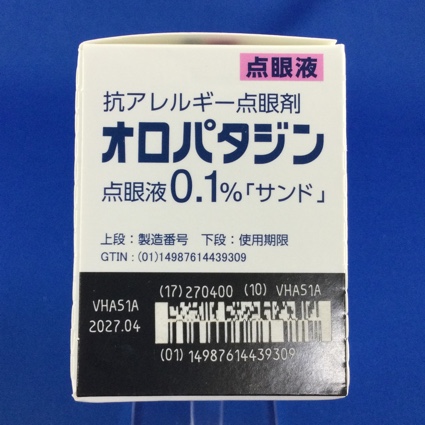 点眼液
抗アレルギー点眼剤
オロパタジン
点眼液0.1%「サンド」
上段：製造番号 下段：使用期限
GTIN : (01)14987614439309
(17)270400 (10) VHAS1A
VHAS1A
2027.04
(01) 14987614439309